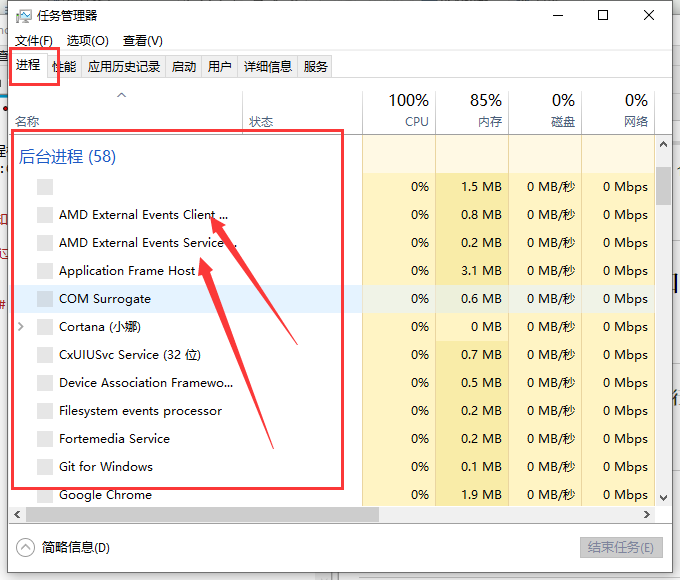 任务管理器
文件(F) 选项(O) 查看(V)
进程 性能 应用历史记录 启动 用户 详细信息 服务
100% 85% 0% 0%
名称 状态 CPU 内存 磁盘 网络
后台进程 (58)
0% 1.5 MB 0 MB/秒 0 Mbps
AMD External Events Client ... 0% 0.8 MB 0 MB/秒 0 Mbps
AMD External Events Service ... 0% 0.2 MB 0 MB/秒 0 Mbps
Application Frame Host 0% 3.1 MB 0 MB/秒 0 Mbps
COM Surrogate 0% 0.6 MB 0 MB/秒 0 Mbps
Cortana (小娜) 0% 0 MB 0 MB/秒 0 Mbps
CxUIUSvc Service (32 位) 0% 0.7 MB 0 MB/秒 0 Mbps
Device Association Framewo... 0% 0.5 MB 0 MB/秒 0 Mbps
Filesystem events processor 0% 0.2 MB 0 MB/秒 0 Mbps
Fortemedia Service 0% 0.2 MB 0 MB/秒 0 Mbps
Git for Windows 0% 0.1 MB 0 MB/秒 0 Mbps
Google Chrome 0% 1.9 MB 0 MB/秒 0 Mbps
简略信息(D) 结束任务(E)